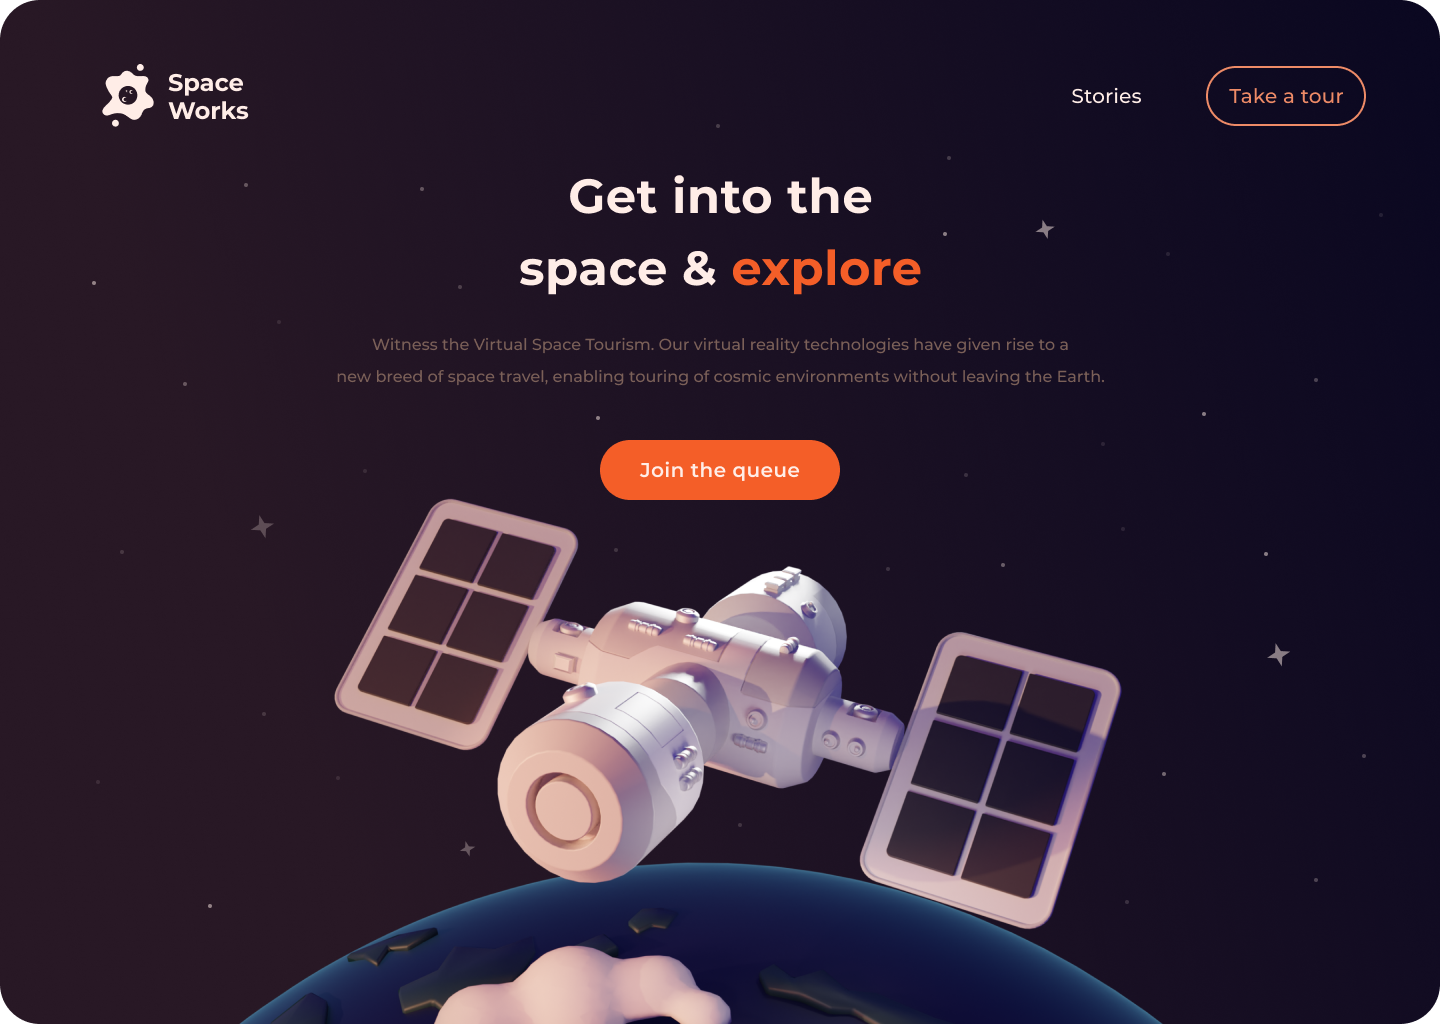 Space
Works
Stories
Take a tour
Get into the
space & explore
Witness the Virtual Space Tourism. Our virtual reality technologies have given rise to a
new breed of space travel, enabling touring of cosmic environments without leaving the Earth.
Join the queue